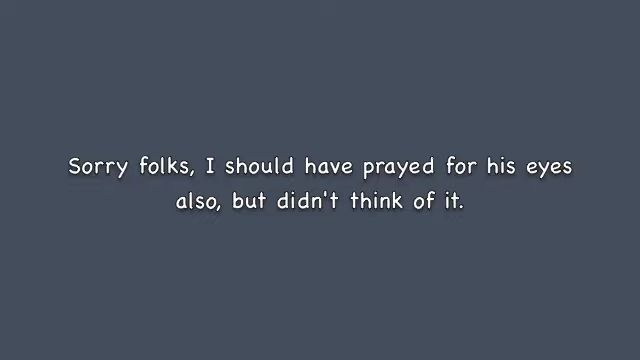 Sorry folks, I should have prayed for his eyes
also, but didn't think of it.